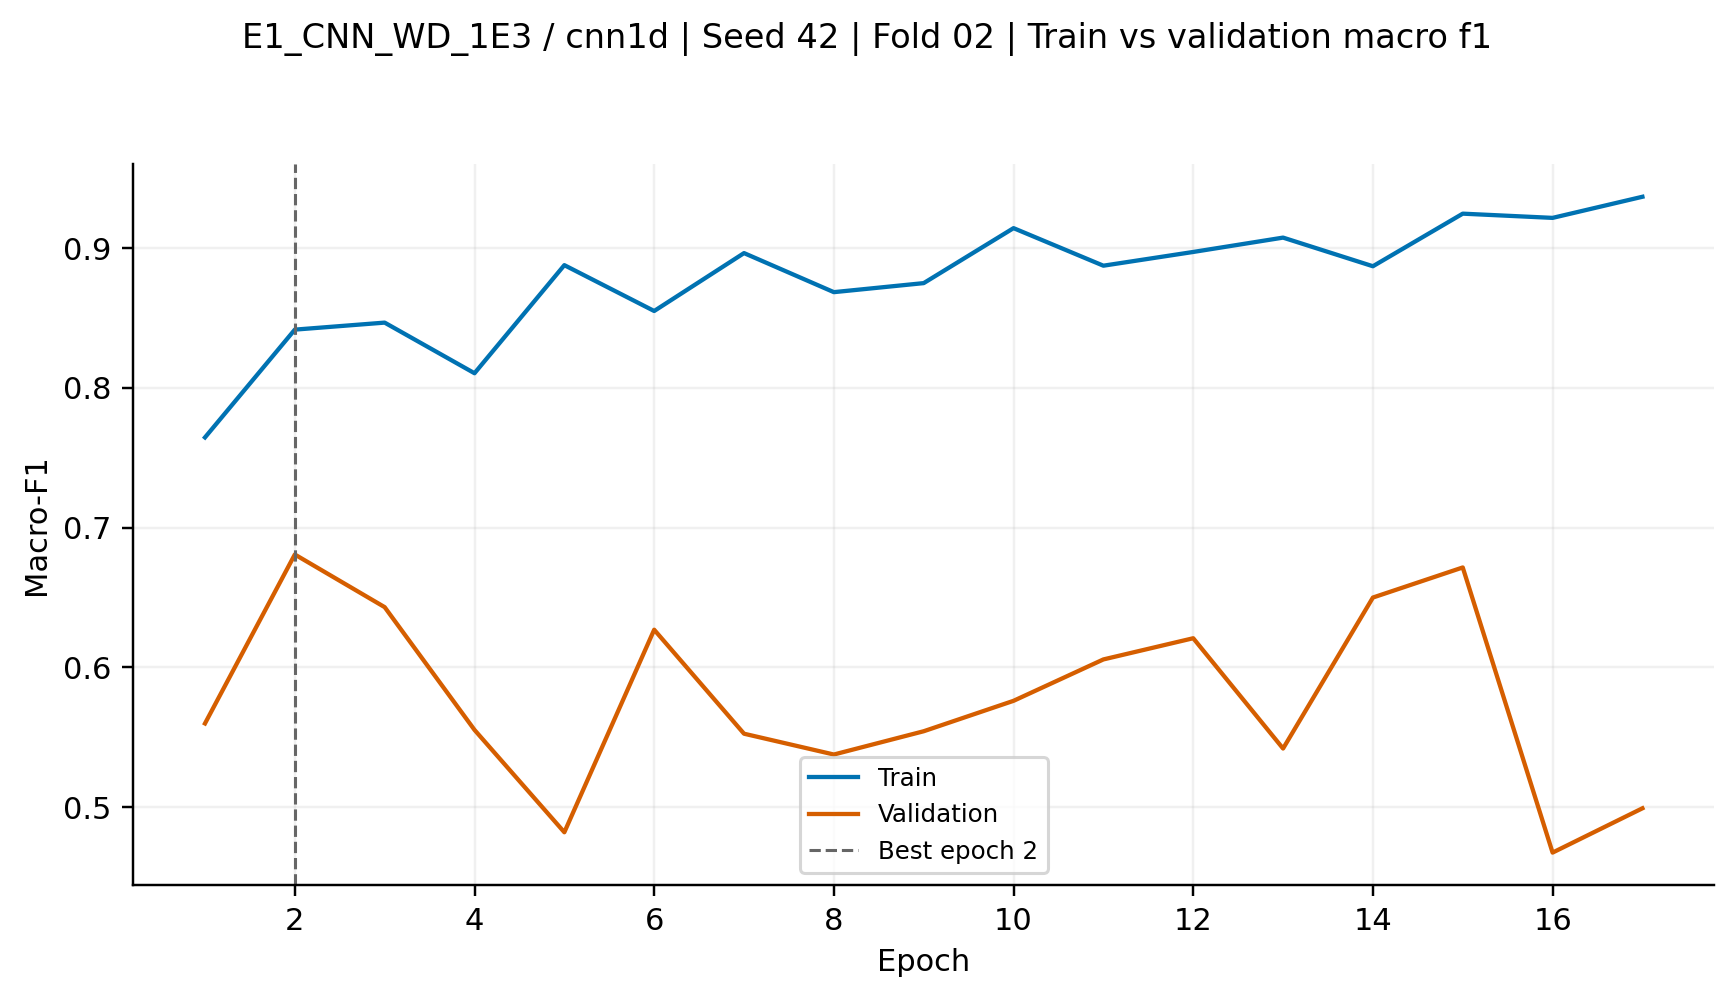 E1_CNN_WD_1E3 / cnn1d | Seed 42 | Fold 02 | Train vs validation macro f1
Macro-F1
0.9
0.8
0.7
0.6
0.5
Train
Validation
Best epoch 2
2 4 6 8 10 12 14 16
Epoch